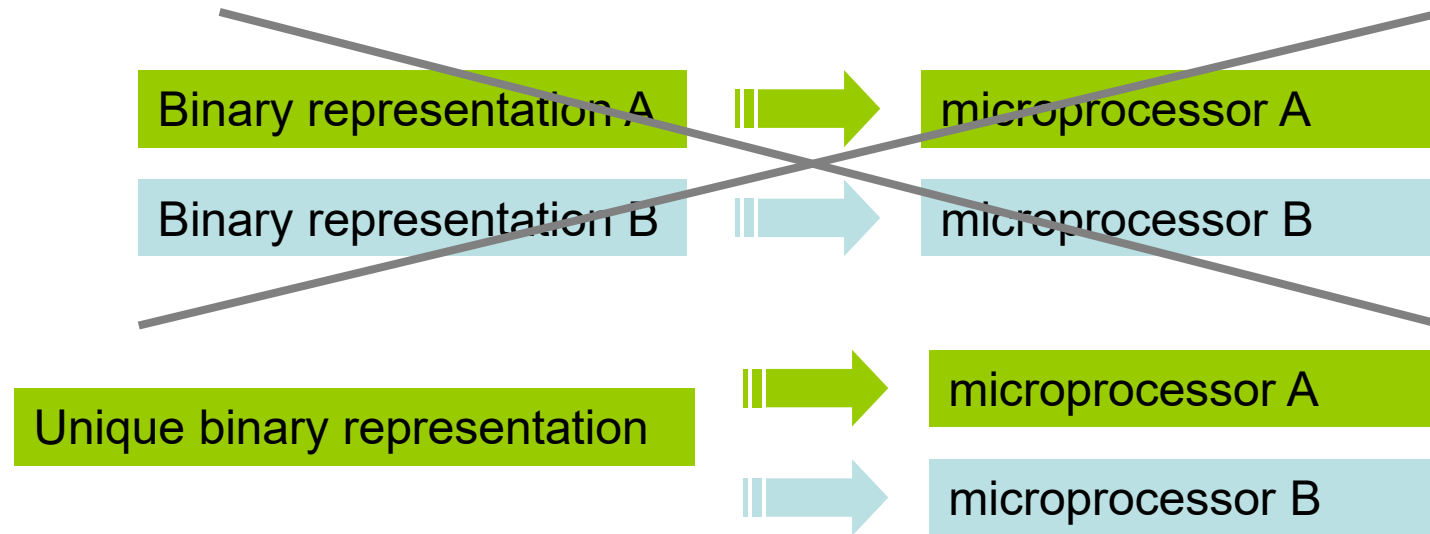 Binary representation A
microprocessor A
Binary representation B
microprocessor B
Unique binary representation
microprocessor A
microprocessor B